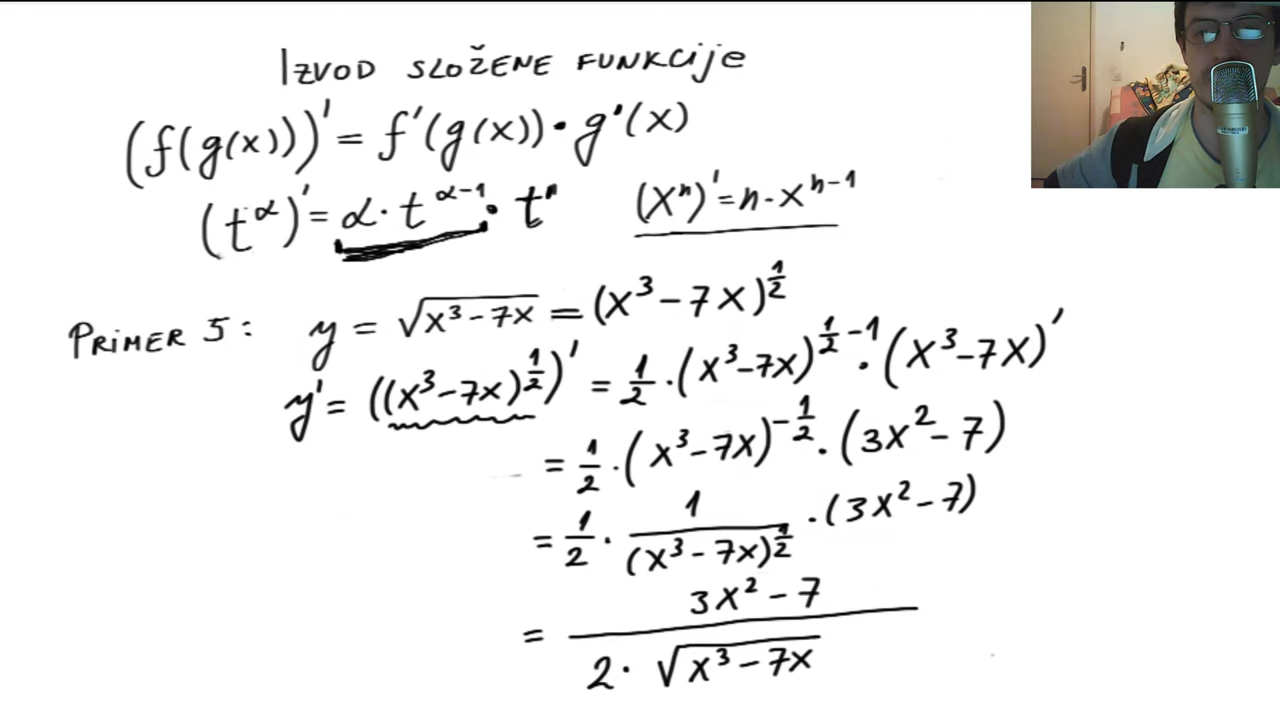 IZVOD SLOŽENE FUNKCIJE
(f(g(x)))' = f'(g(x)) · g'(x)
(t^α)' = α · t^(α-1) · t' (x^n)' = n · x^(n-1)
PRIMER 5: y = √(x³-7x) = (x³-7x)^(1/2)
y' = ((x³-7x)^(1/2))' = 1/2 · (x³-7x)^(1/2-1) · (x³-7x)'
= 1/2 · (x³-7x)^(-1/2) · (3x²-7)
= 1/2 · 1/(x³-7x)^(1/2) · (3x²-7)
= (3x²-7)/(2 · √(x³-7x))